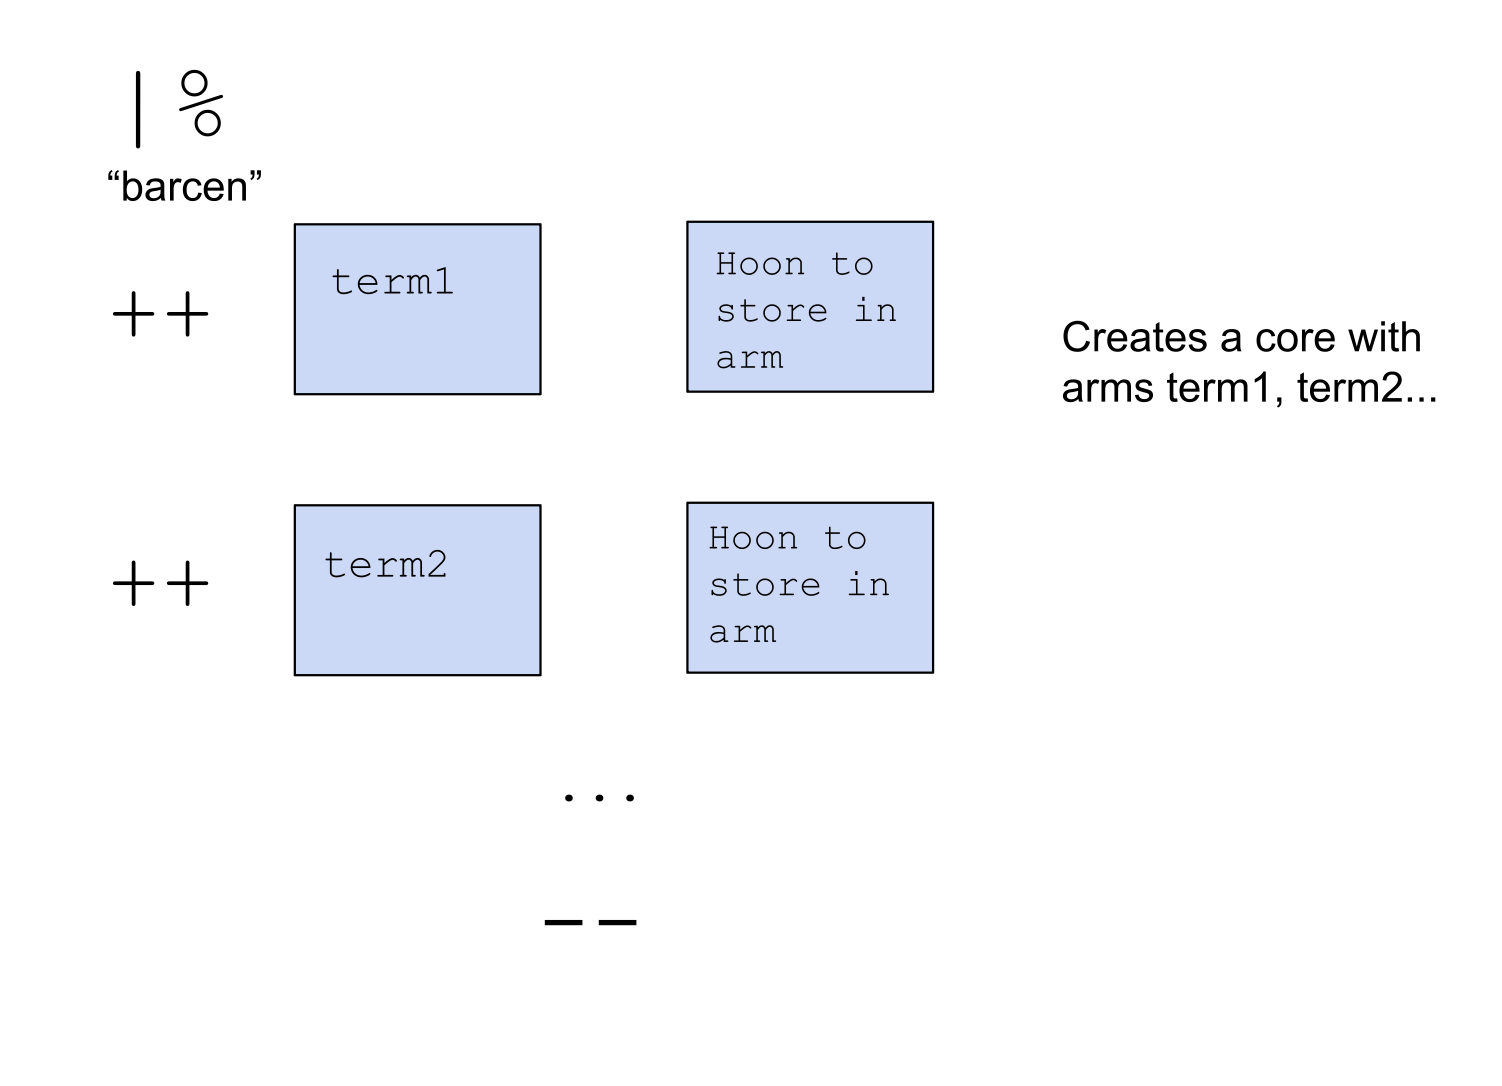 |%
“barcen”
++
term1
Hoon to
store in
arm
Creates a core with
arms term1, term2...
++
term2
Hoon to
store in
arm
...
--